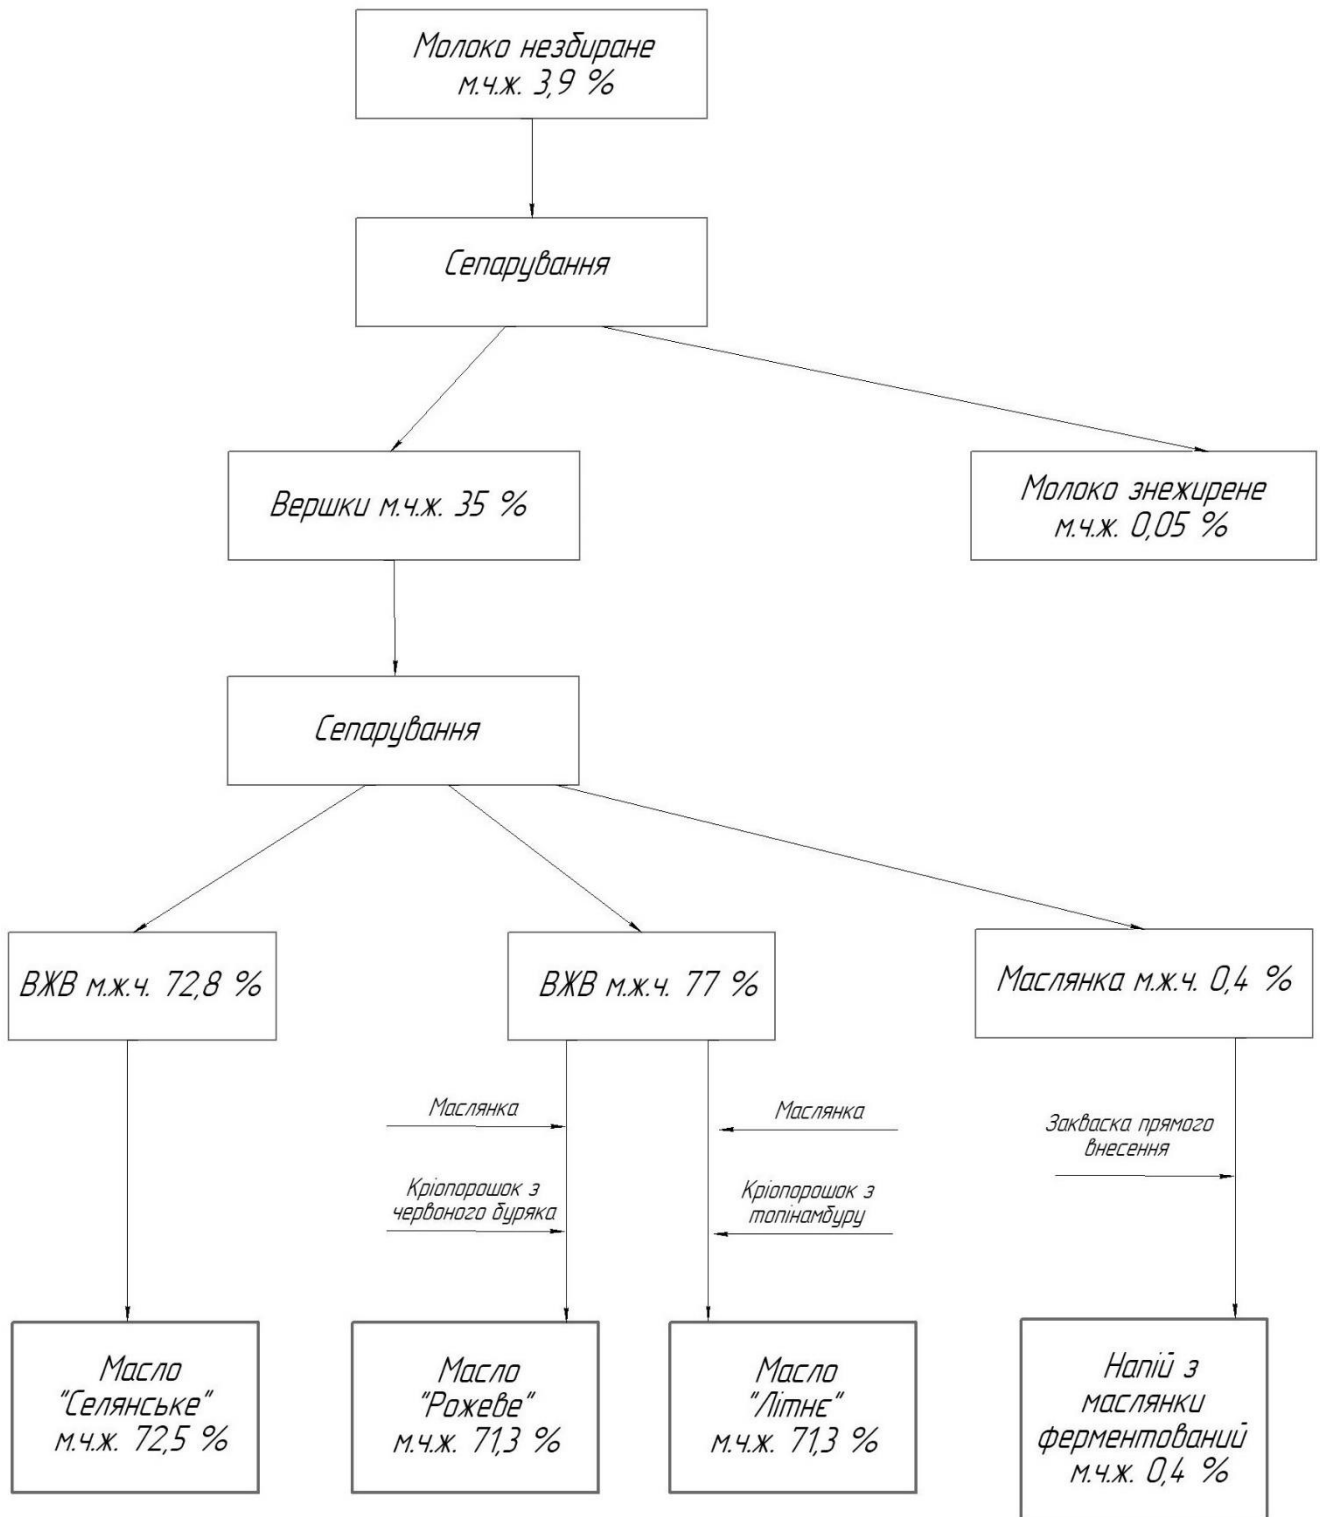 Молоко незбиране
м.ч.ж. 3,9 %
Сепарування
Вершки м.ч.ж. 35 %
Молоко знежирене
м.ч.ж. 0,05 %
Сепарування
ВЖВ м.ж.ч. 72,8 %
ВЖВ м.ж.ч. 77 %
Маслянка м.ж.ч. 0,4 %
Маслянка
Маслянка
Закваска прямого
внесення
Кріопорошок з
червоного буряка
Кріопорошок з
топінамбуру
Масло
"Селянське"
м.ч.ж. 72,5 %
Масло
"Рожеве"
м.ч.ж. 71,3 %
Масло
"Літнє"
м.ч.ж. 71,3 %
Напій з
маслянки
ферментований
м.ч.ж. 0,4 %